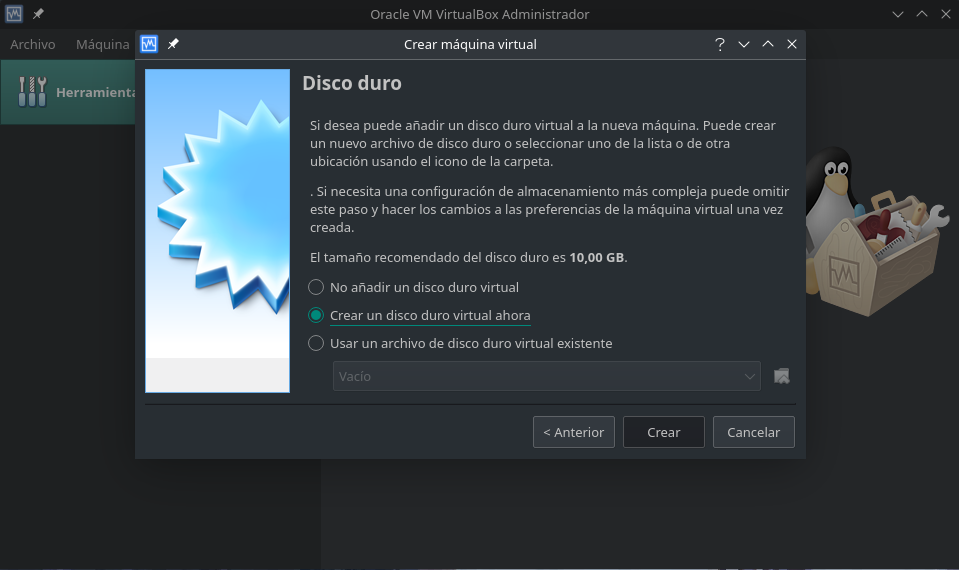 Oracle VM VirtualBox Administrador
Archivo Máquina
Crear máquina virtual
?
Herramienta
Disco duro
Si desea puede añadir un disco duro virtual a la nueva máquina. Puede crear
un nuevo archivo de disco duro o seleccionar uno de la lista o de otra
ubicación usando el icono de la carpeta.
. Si necesita una configuración de almacenamiento más compleja puede omitir
este paso y hacer los cambios a las preferencias de la máquina virtual una vez
creada.
El tamaño recomendado del disco duro es 10,00 GB.
No añadir un disco duro virtual
Crear un disco duro virtual ahora
Usar un archivo de disco duro virtual existente
Vacío
< Anterior Crear Cancelar